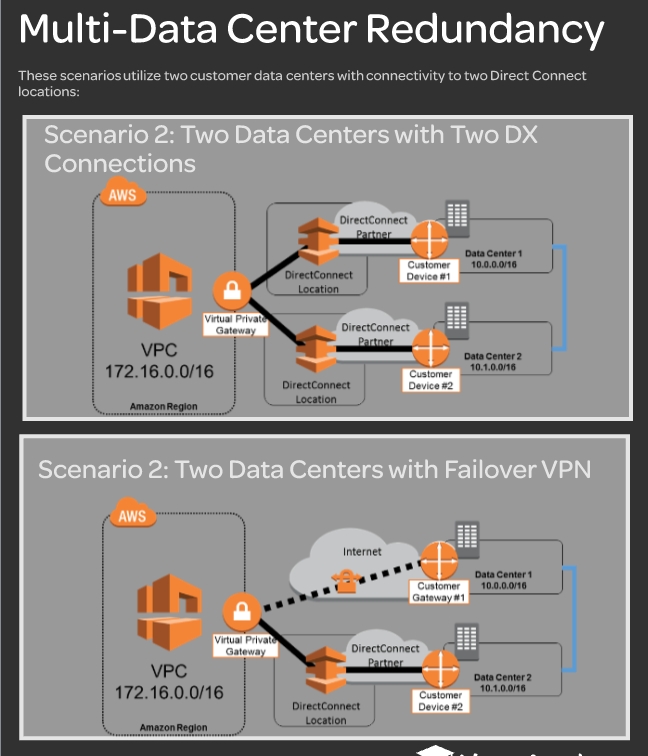 Multi-Data Center Redundancy
These scenarios utilize two customer data centers with connectivity to two Direct Connect
locations:
Scenario 2: Two Data Centers with Two DX
Connections
AWS
DirectConnect
Partner
DirectConnect
Location
Customer
Device #1
Data Center 1
10.0.0.0/16
Virtual Private
Gateway
VPC
172.16.0.0/16
Amazon Region
DirectConnect
Partner
DirectConnect
Location
Customer
Device #2
Data Center 2
10.1.0.0/16
Scenario 2: Two Data Centers with Failover VPN
AWS
Internet
Customer
Gateway #1
Data Center 1
10.0.0.0/16
Virtual Private
Gateway
VPC
172.16.0.0/16
Amazon Region
DirectConnect
Partner
DirectConnect
Location
Customer
Device #2
Data Center 2
10.1.0.0/16